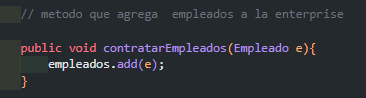 // metodo que agrega  empleados a la enterprise
public void contratarEmpleados(Empleado e){
empleados.add(e);
}